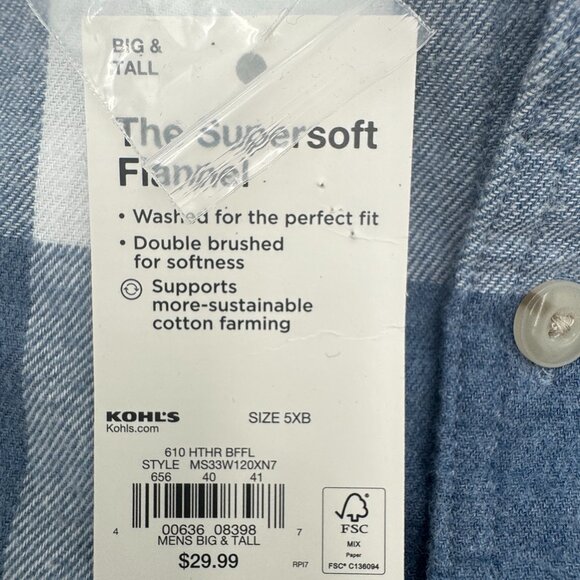 BIG &
TALL
The Supersoft
Flannel
• Washed for the perfect fit
• Double brushed
for softness
Supports
more-sustainable
cotton farming
KOHL'S SIZE 5XB
Kohls.com
610 HTHR BFFL
STYLE MS33W120XN7
656 40 41
4 00636 08398 7
MENS BIG & TALL
$29.99
RPI7
FSC
MIX
Paper
FSC® C136094